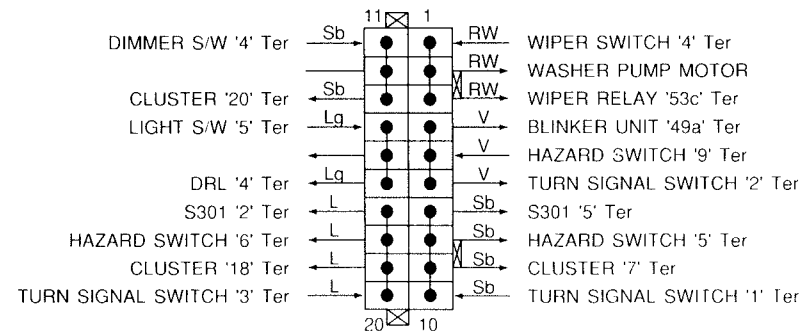 11 1
DIMMER S/W '4' Ter Sb RW WIPER SWITCH '4' Ter
RW WASHER PUMP MOTOR
CLUSTER '20' Ter Sb RW WIPER RELAY '53c' Ter
LIGHT S/W '5' Ter Lg V BLINKER UNIT '49a' Ter
V HAZARD SWITCH '9' Ter
DRL '4' Ter Lg V TURN SIGNAL SWITCH '2' Ter
S301 '2' Ter L Sb S301 '5' Ter
HAZARD SWITCH '6' Ter L Sb HAZARD SWITCH '5' Ter
CLUSTER '18' Ter L Sb CLUSTER '7' Ter
TURN SIGNAL SWITCH '3' Ter L Sb TURN SIGNAL SWITCH '1' Ter
20 10